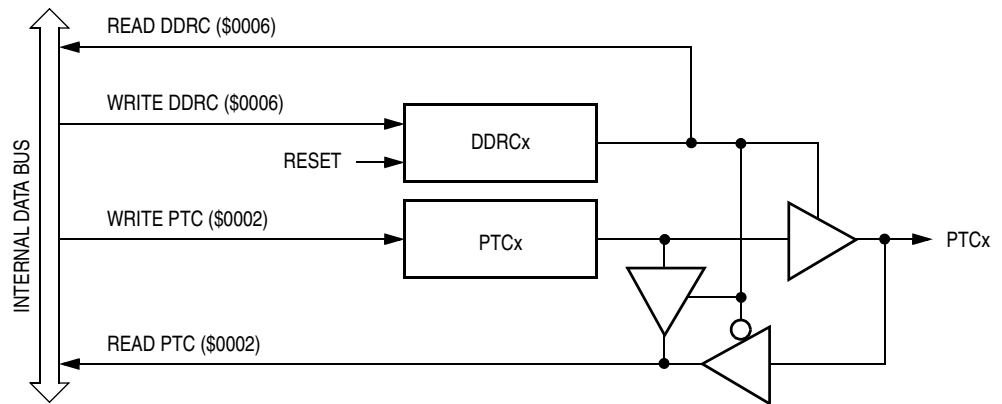 READ DDRC ($0006)
WRITE DDRC ($0006)
DDRCx
RESET
WRITE PTC ($0002)
PTCx
PTCx
READ PTC ($0002)
INTERNAL DATA BUS